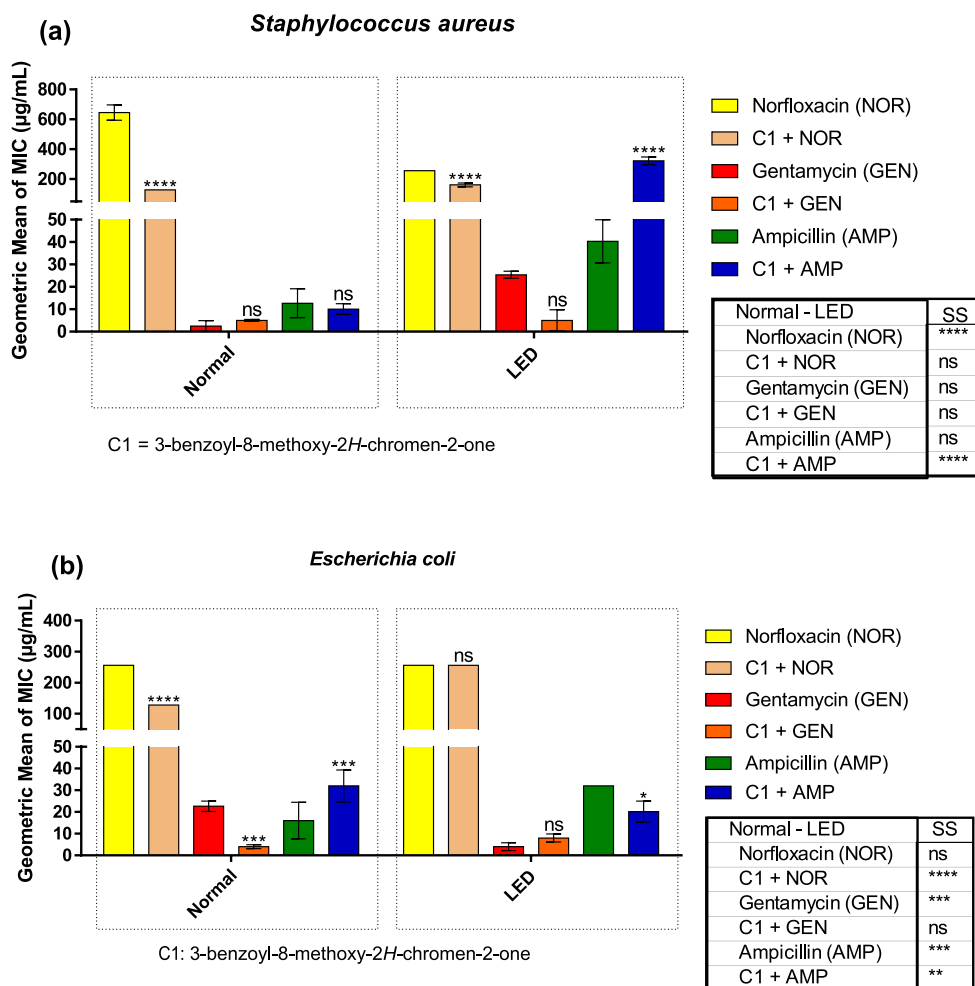 (a)
Staphylococcus aureus
Geometric Mean of MIC (µg/mL)
800
600
400
200
50
40
30
20
10
0
****
ns
ns
****
ns
****
Normal
LED
Norfloxacin (NOR)
C1 + NOR
Gentamycin (GEN)
C1 + GEN
Ampicillin (AMP)
C1 + AMP
Normal - LED SS
Norfloxacin (NOR) ****
C1 + NOR ns
Gentamycin (GEN) ns
C1 + GEN ns
Ampicillin (AMP) ns
C1 + AMP ****
C1 = 3-benzoyl-8-methoxy-2H-chromen-2-one
(b)
Escherichia coli
Geometric Mean of MIC (µg/mL)
400
300
200
100
50
40
30
20
10
0
****
***
***
ns
ns
*
Normal
LED
Norfloxacin (NOR)
C1 + NOR
Gentamycin (GEN)
C1 + GEN
Ampicillin (AMP)
C1 + AMP
Normal - LED SS
Norfloxacin (NOR) ns
C1 + NOR ****
Gentamycin (GEN) ***
C1 + GEN ns
Ampicillin (AMP) ***
C1 + AMP **
C1: 3-benzoyl-8-methoxy-2H-chromen-2-one